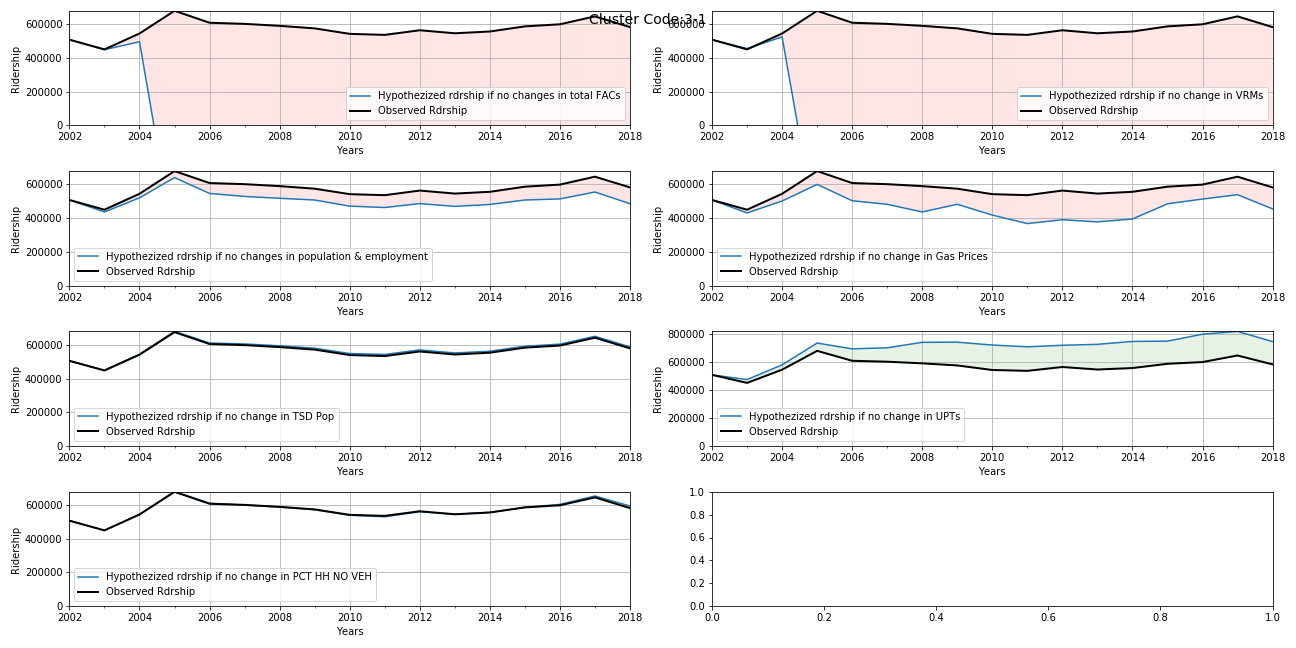 Cluster Code:3-1
600000
400000
200000
0
Ridership
Hypothezized rdrship if no changes in total FACs
Observed Rdrship
2002 2004 2006 2008 2010 2012 2014 2016 2018
Years
600000
400000
200000
0
Ridership
Hypothezized rdrship if no change in VRMs
Observed Rdrship
2002 2004 2006 2008 2010 2012 2014 2016 2018
Years
600000
400000
200000
0
Ridership
Hypothezized rdrship if no changes in population & employment
Observed Rdrship
2002 2004 2006 2008 2010 2012 2014 2016 2018
Years
600000
400000
200000
0
Ridership
Hypothezized rdrship if no change in Gas Prices
Observed Rdrship
2002 2004 2006 2008 2010 2012 2014 2016 2018
Years
600000
400000
200000
0
Ridership
Hypothezized rdrship if no change in TSD Pop
Observed Rdrship
2002 2004 2006 2008 2010 2012 2014 2016 2018
Years
800000
600000
400000
200000
0
Ridership
Hypothezized rdrship if no change in UPTs
Observed Rdrship
2002 2004 2006 2008 2010 2012 2014 2016 2018
Years
600000
400000
200000
0
Ridership
Hypothezized rdrship if no change in PCT HH NO VEH
Observed Rdrship
2002 2004 2006 2008 2010 2012 2014 2016 2018
Years
1.0
0.8
0.6
0.4
0.2
0.0
0.0 0.2 0.4 0.6 0.8 1.0